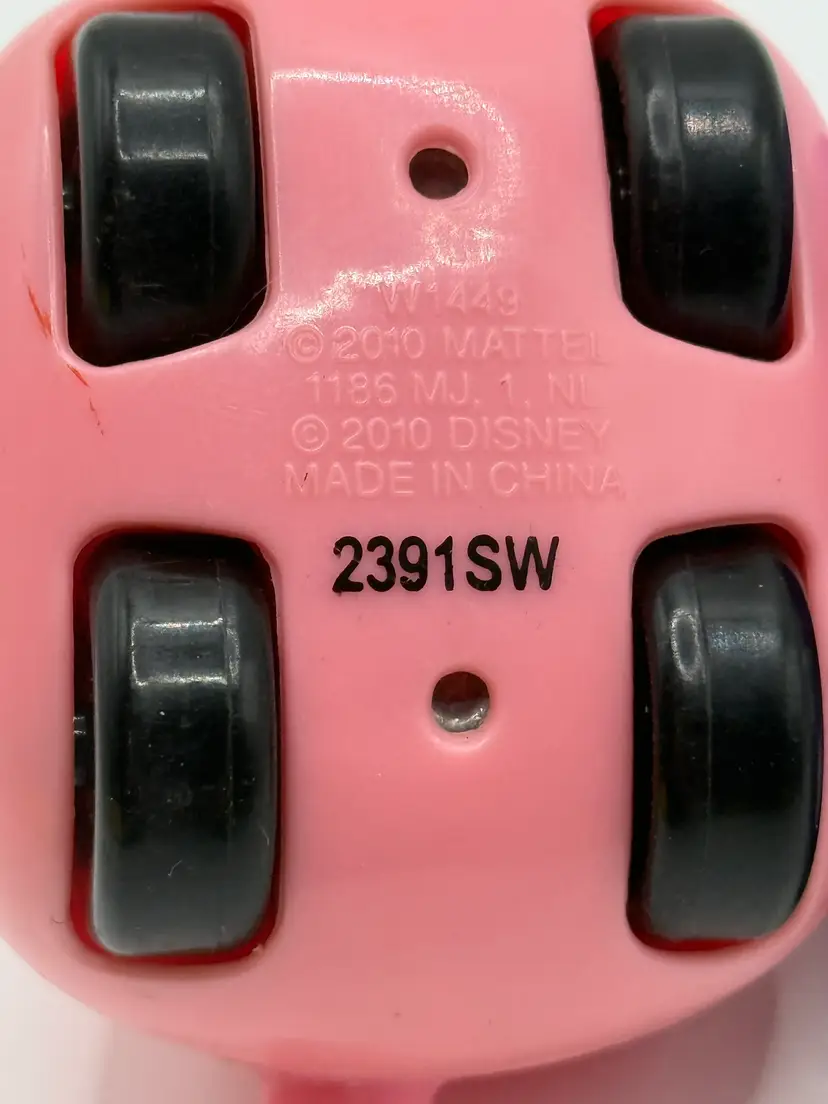 W1449
© 2010 MATTEL
1186 MJ, 1, NL
© 2010 DISNEY
MADE IN CHINA
2391SW